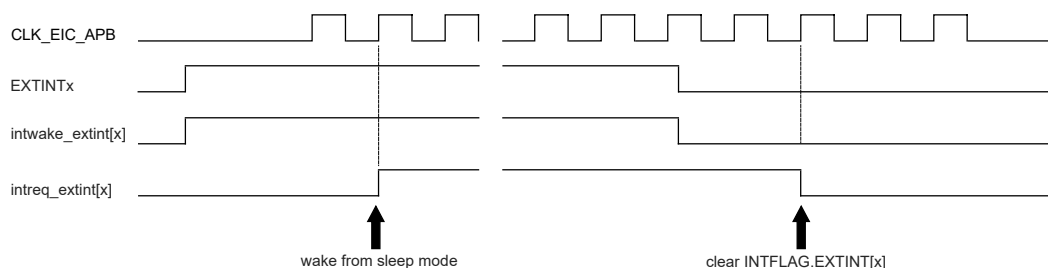 CLK_EIC_APB
EXTINTx
intwake_extint[x]
intreq_extint[x]
wake from sleep mode
clear INTFLAG.EXTINT[x]